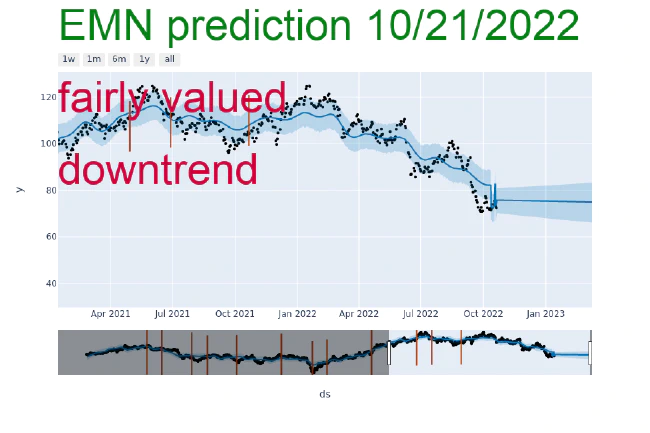 EMN prediction 10/21/2022
1w 1m 6m 1y all
fairly valued
downtrend
120
100
80
60
40
y
Apr 2021 Jul 2021 Oct 2021 Jan 2022 Apr 2022 Jul 2022 Oct 2022 Jan 2023
ds